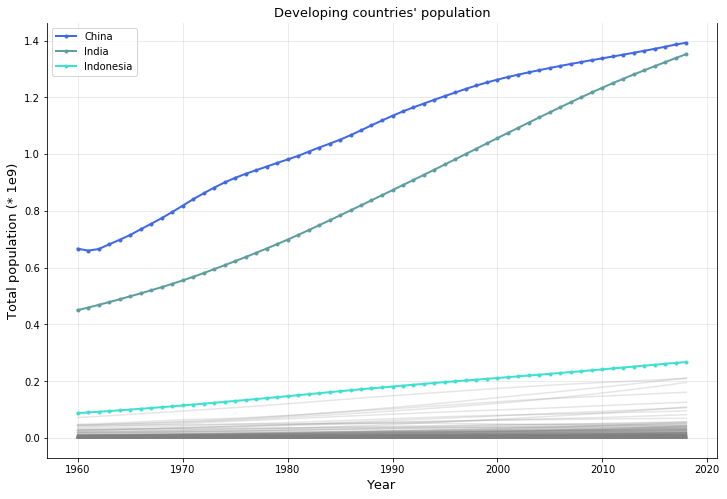 Developing countries' population
China
India
Indonesia
Total population (* 1e9)
1.4
1.2
1.0
0.8
0.6
0.4
0.2
0.0
1960
1970
1980
1990
2000
2010
2020
Year